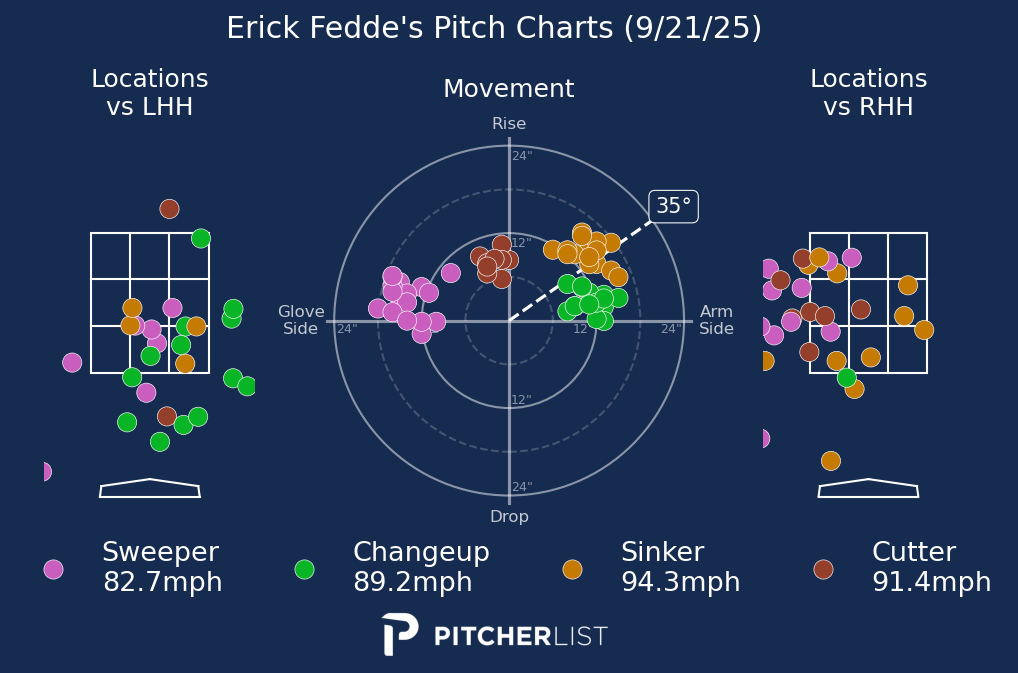 Erick Fedde's Pitch Charts (9/21/25)
Locations
vs LHH
Movement
Locations
vs RHH
Rise
24"
35°
12"
Glove
Side
24"
12"
24"
Arm
Side
12"
24"
Drop
Sweeper
82.7mph
Changeup
89.2mph
Sinker
94.3mph
Cutter
91.4mph
PITCHERLIST